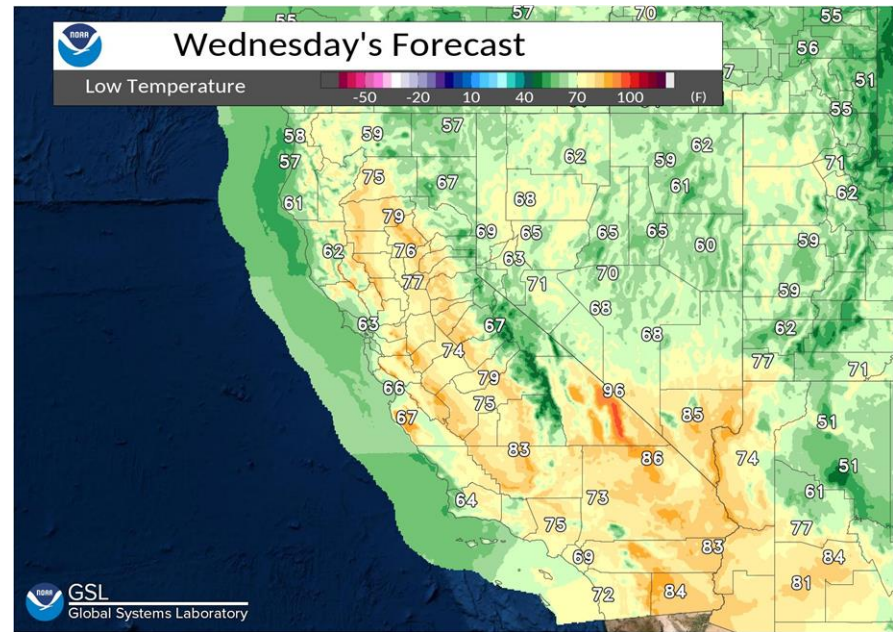 55 57 70 55
NOAA
Wednesday's Forecast
56
Low Temperature
-50 -20 10 40 70 100 (F)
7 51
55
58 59 57 62
57 62 59 71
75 67 61 62
61 68
79 69 65 65 65 59
62 76 63 60
77 71 70 59
63 67 68 68 62
74 77 71
66 79 96
67 75 85 51
83 86 74 51
64 73 61
75 83 77
69 84
72 84 81
NOAA
GSL
Global Systems Laboratory